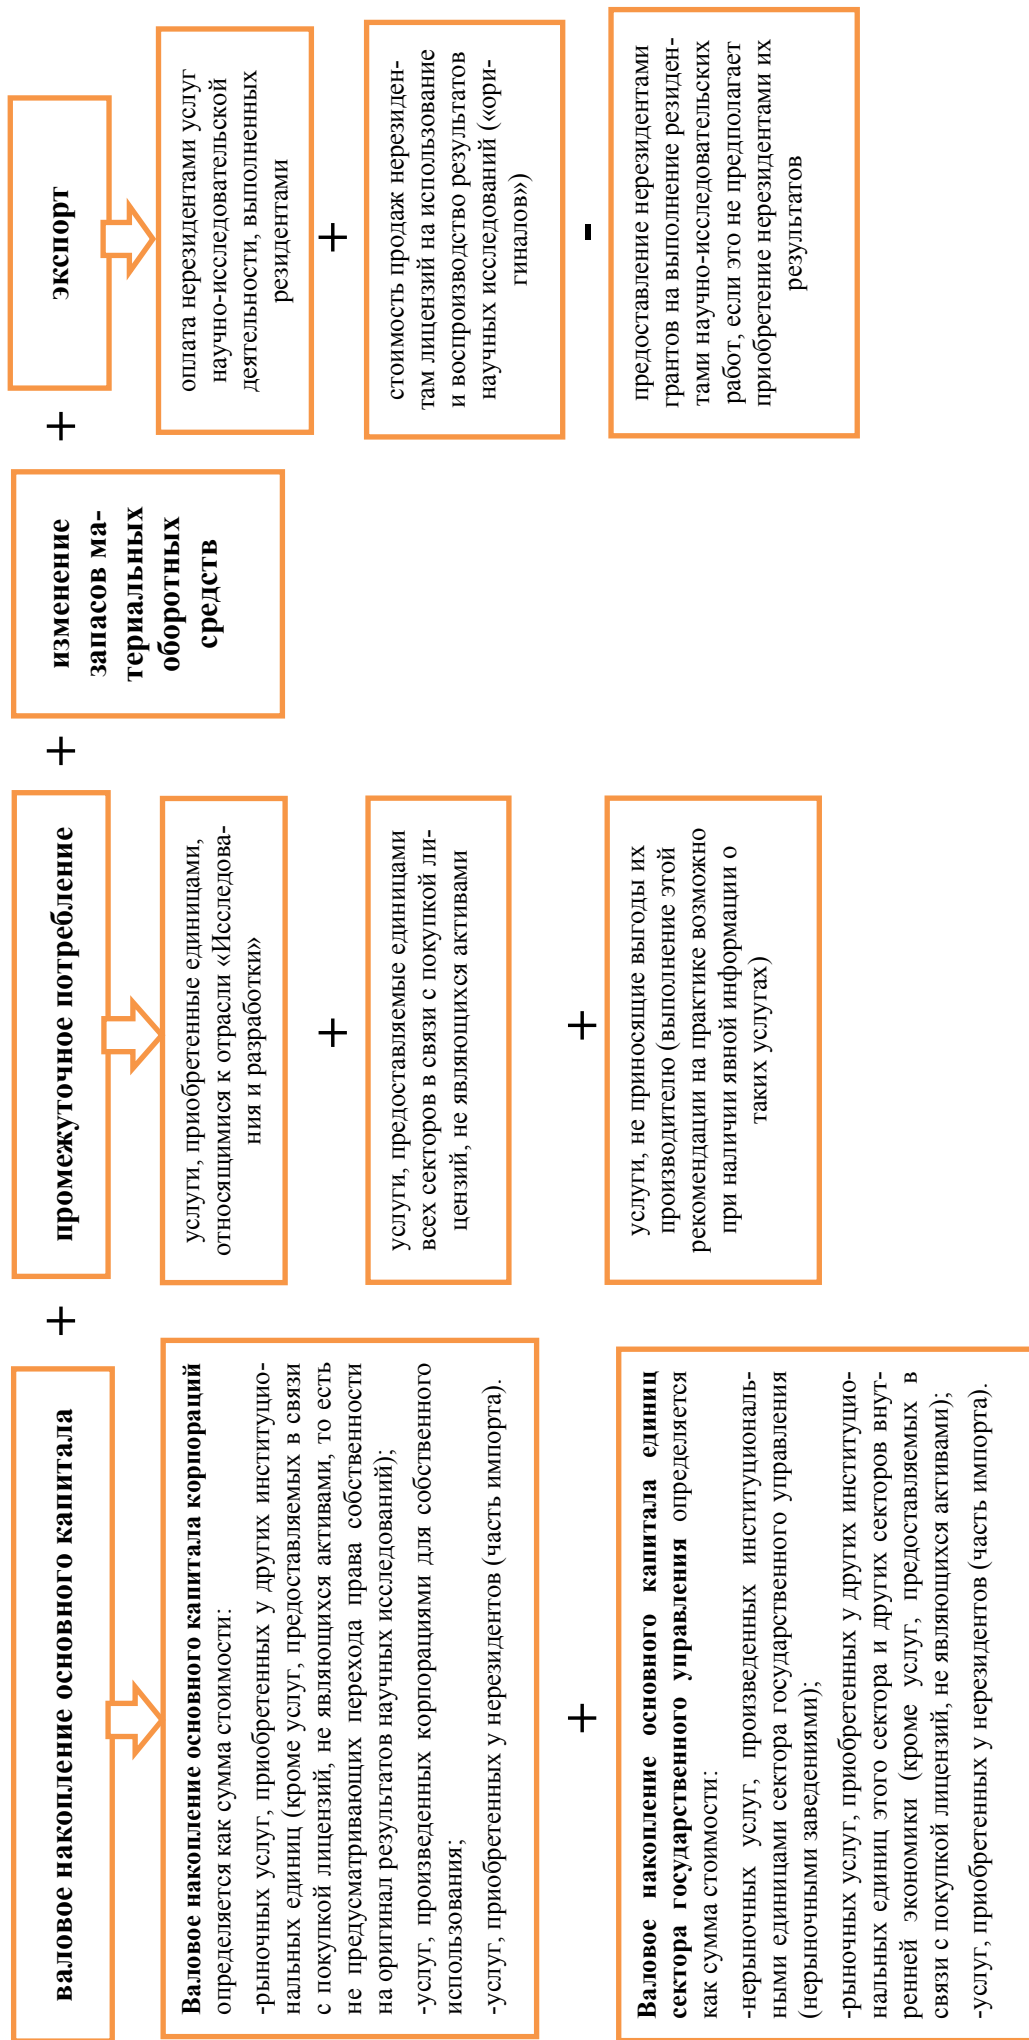 валовое накопление основного капитала
+
промежуточное потребление
+
изменение
запасов ма-
териальных
оборотных
средств
+
экспорт
Валовое накопление основного капитала корпораций
определяется как сумма стоимости:
-рыночных услуг, приобретенных у других институцио-
нальных единиц (кроме услуг, предоставляемых в связи
с покупкой лицензий, не являющихся активами, то есть
не предусматривающих перехода права собственности
на оригинал результатов научных исследований);
-услуг, произведенных корпорациями для собственного
использования;
-услуг, приобретенных у нерезидентов (часть импорта).
+
Валовое накопление основного капитала единиц
сектора государственного управления определяется
как сумма стоимости:
-нерыночных услуг, произведенных институциональ-
ными единицами сектора государственного управления
(нерыночными заведениями);
-рыночных услуг, приобретенных у других институцио-
нальных единиц этого сектора и других секторов внут-
ренней экономики (кроме услуг, предоставляемых в
связи с покупкой лицензий, не являющихся активами);
-услуг, приобретенных у нерезидентов (часть импорта).
услуги, приобретенные единицами,
относящимися к отрасли «Исследова-
ния и разработки»
+
услуги, предоставляемые единицами
всех секторов в связи с покупкой ли-
цензий, не являющихся активами
+
услуги, не приносящие выгоды их
производителю (выполнение этой
рекомендации на практике возможно
при наличии явной информации о
таких услугах)
оплата нерезидентами услуг
научно-исследовательской
деятельности, выполненных
резидентами
+
стоимость продаж нерезиден-
там лицензий на использование
и воспроизводство результатов
научных исследований («ори-
гиналов»)
-
предоставление нерезидентами
грантов на выполнение резиден-
тами научно-исследовательских
работ, если это не предполагает
приобретение нерезидентами их
результатов